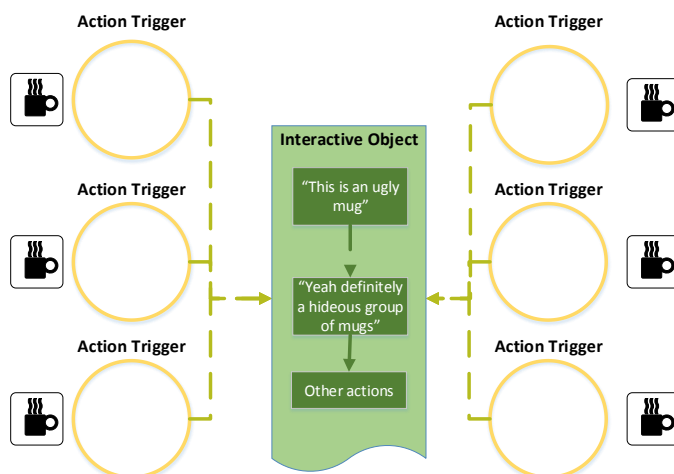 Action Trigger
Action Trigger
Interactive Object
“This is an ugly
mug”
Action Trigger
Action Trigger
“Yeah definitely
a hideous group
of mugs”
Action Trigger
Action Trigger
Other actions